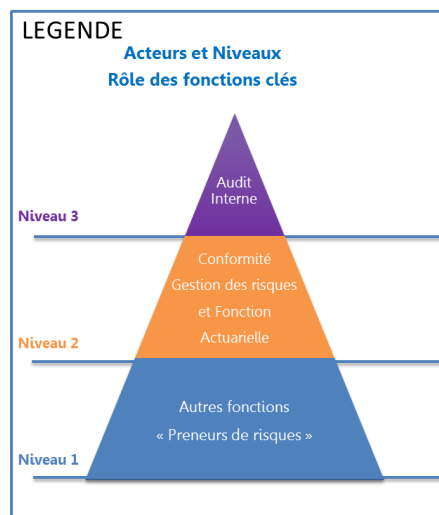 LEGENDE
Acteurs et Niveaux
Rôle des fonctions clés
Audit
Interne
Niveau 3
Conformité
Gestion des risques
et Fonction
Actuarielle
Niveau 2
Autres fonctions
« Preneurs de risques »
Niveau 1